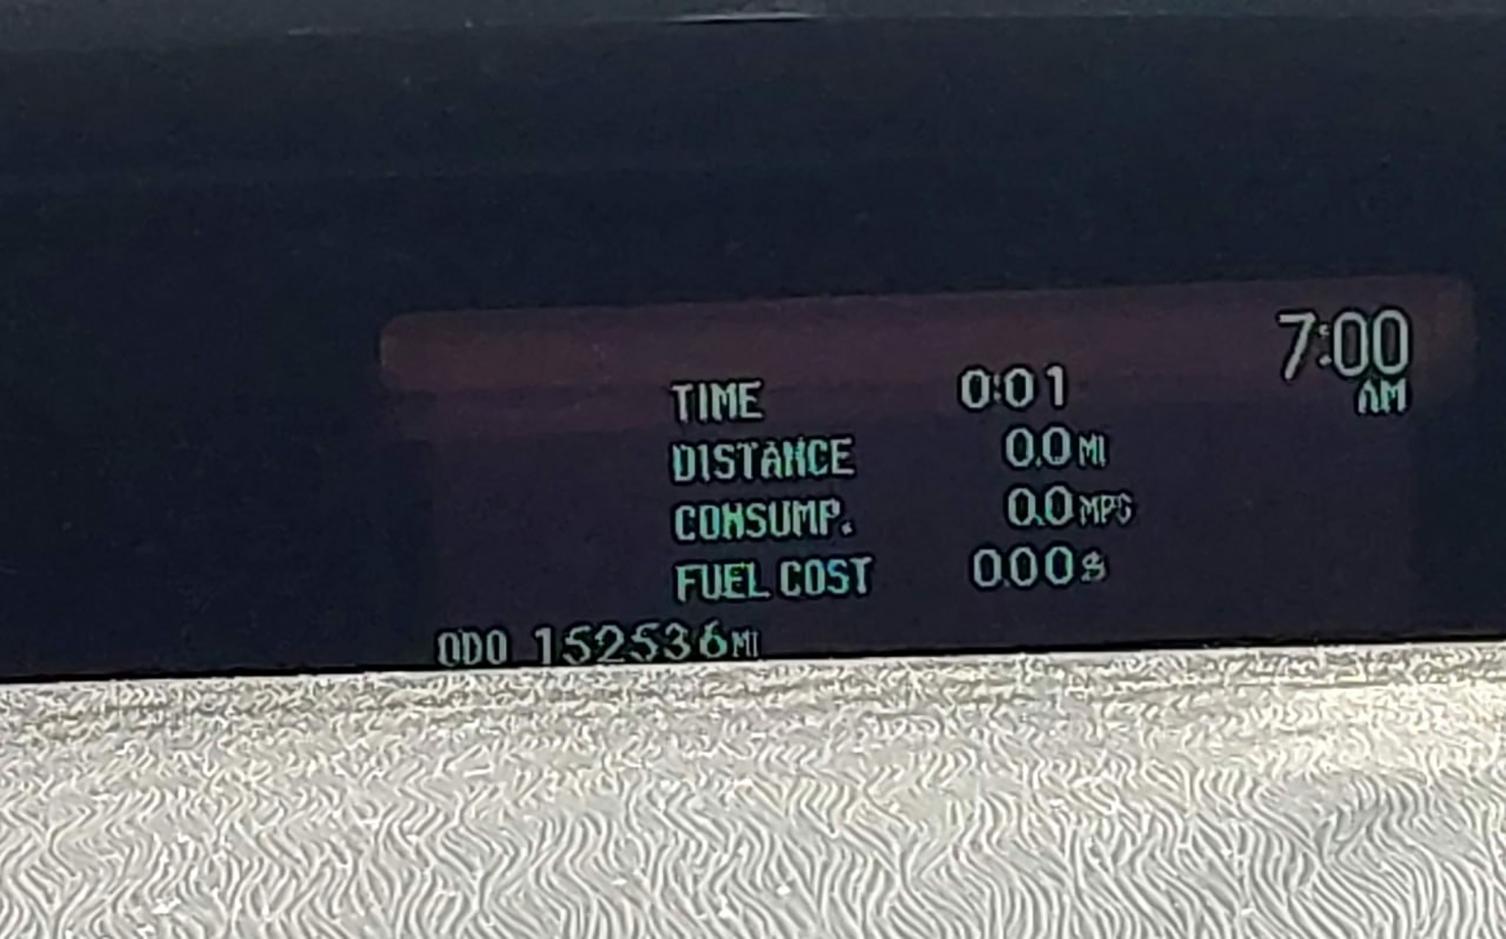 7:00
AM
TIME 0:01
DISTANCE 0.0 MI
CONSUMP. 0.0 MPG
FUEL COST 0.00 $
ODO 152536 MI